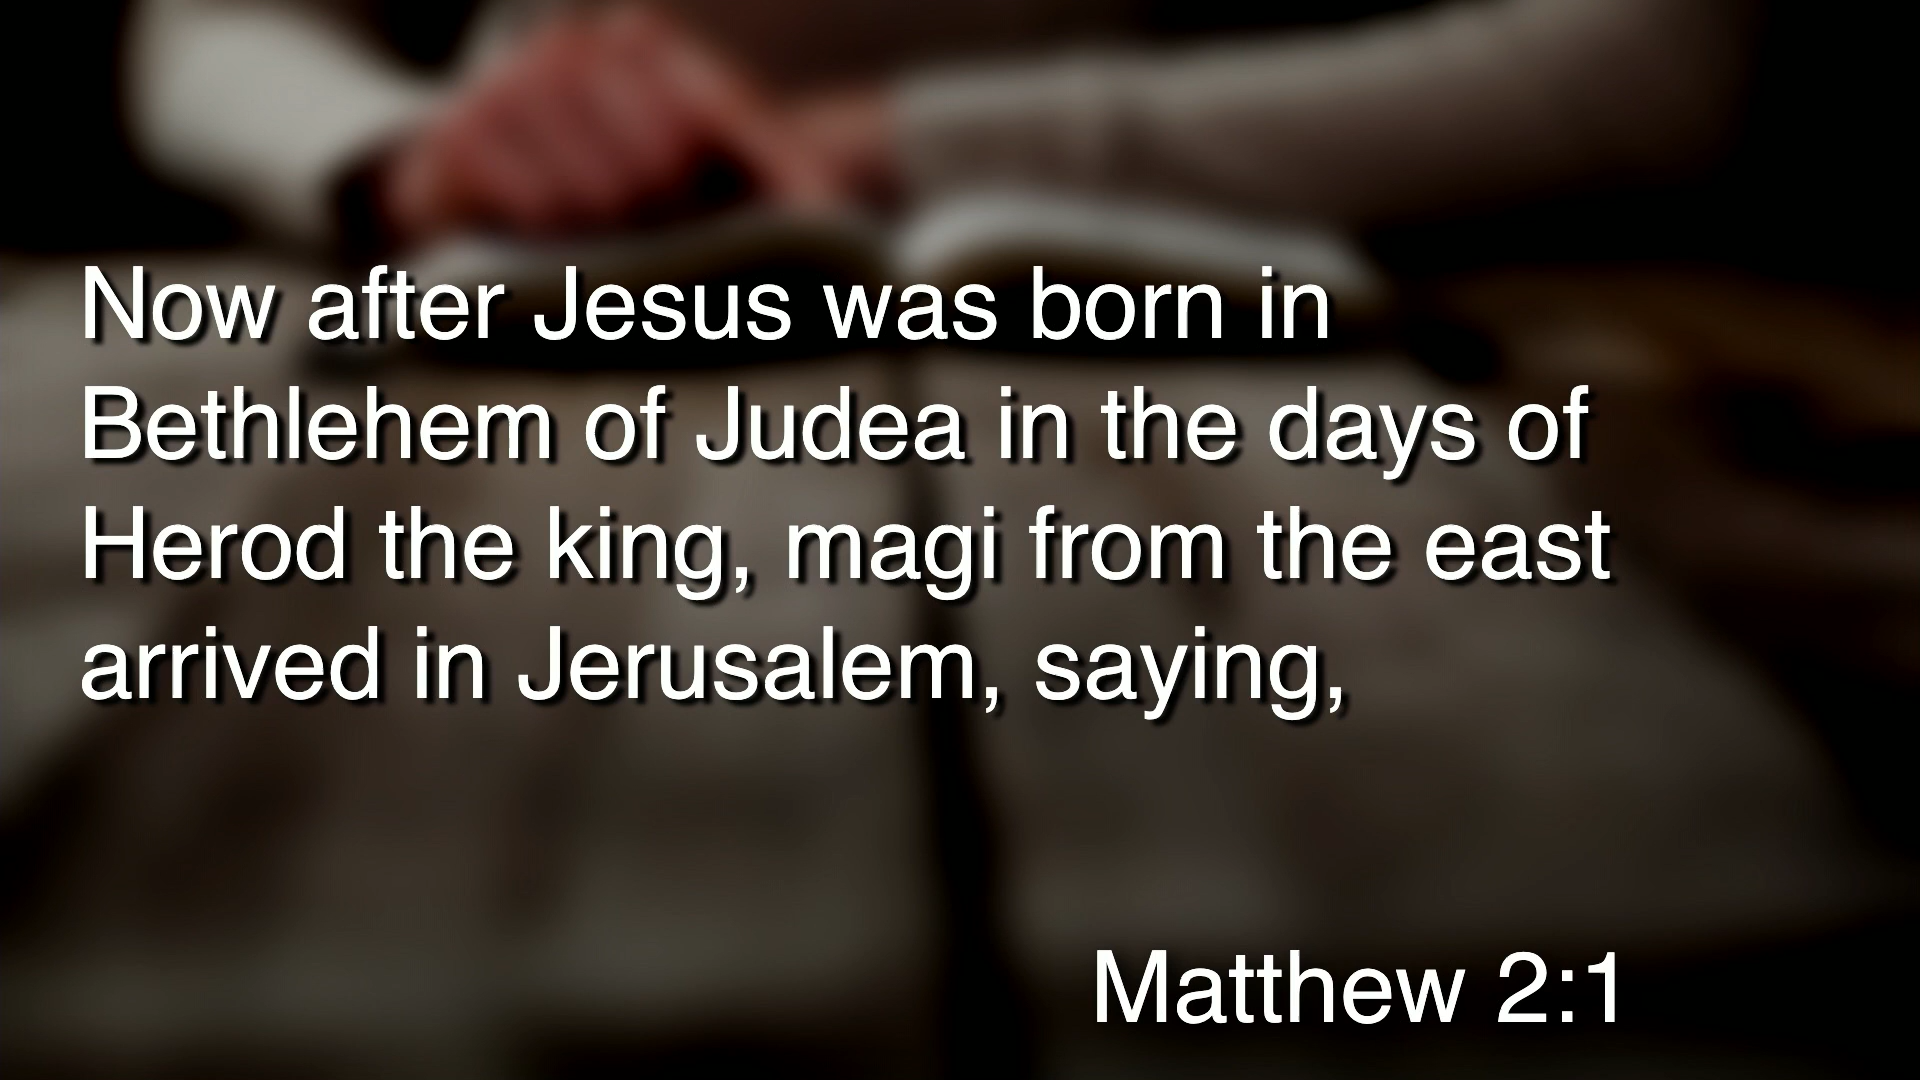 Now after Jesus was born in
Bethlehem of Judea in the days of
Herod the king, magi from the east
arrived in Jerusalem, saying,
Matthew 2:1